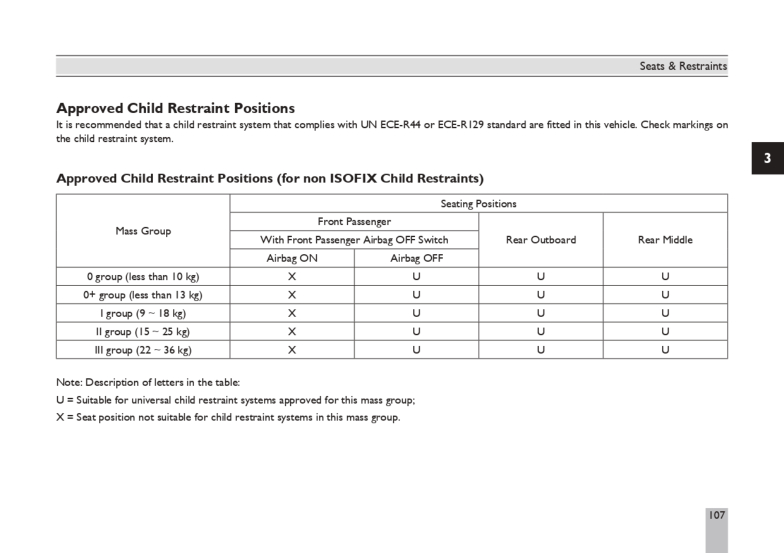 Seats & Restraints
Approved Child Restraint Positions
It is recommended that a child restraint system that complies with UN ECE-R44 or ECE-R129 standard are fitted in this vehicle. Check markings on
the child restraint system.
3
Approved Child Restraint Positions (for non ISOFIX Child Restraints)
Mass Group
Seating Positions
Front Passenger
With Front Passenger Airbag OFF Switch
Rear Outboard
Rear Middle
Airbag ON
Airbag OFF
0 group (less than 10 kg) X U U U
0+ group (less than 13 kg) X U U U
I group (9 ~ 18 kg) X U U U
II group (15 ~ 25 kg) X U U U
III group (22 ~ 36 kg) X U U U
Note: Description of letters in the table:
U = Suitable for universal child restraint systems approved for this mass group;
X = Seat position not suitable for child restraint systems in this mass group.
107